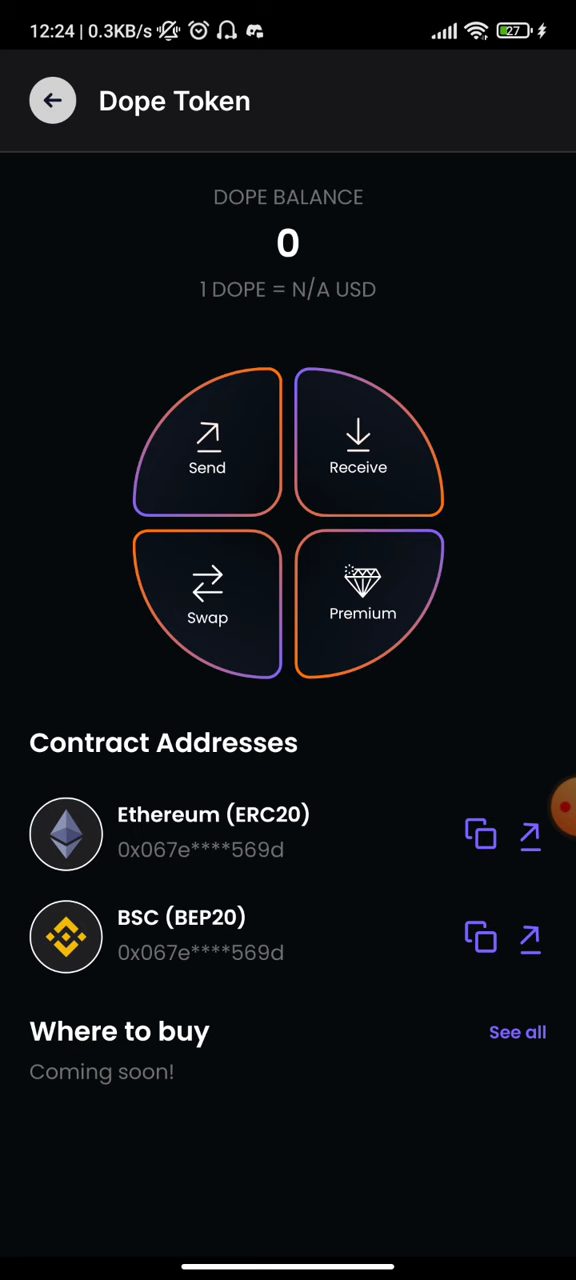 12:24 | 0.3KB/s
27
Dope Token
DOPE BALANCE
0
1 DOPE = N/A USD
Send
Receive
Swap
Premium
Contract Addresses
Ethereum (ERC20)
0x067e****569d
BSC (BEP20)
0x067e****569d
Where to buy
See all
Coming soon!